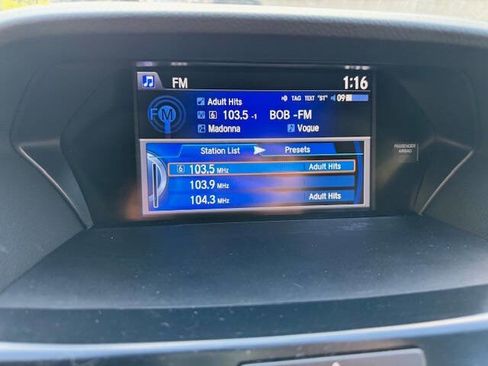 FM 1:16
Adult Hits TAG TEXT "ST" 09
FM 103.5 -1 BOB -FM
Madonna Vogue
Station List Presets
6 103.5 MHz Adult Hits
103.9 MHz
104.3 MHz Adult Hits
PASSENGER
AIRBAG